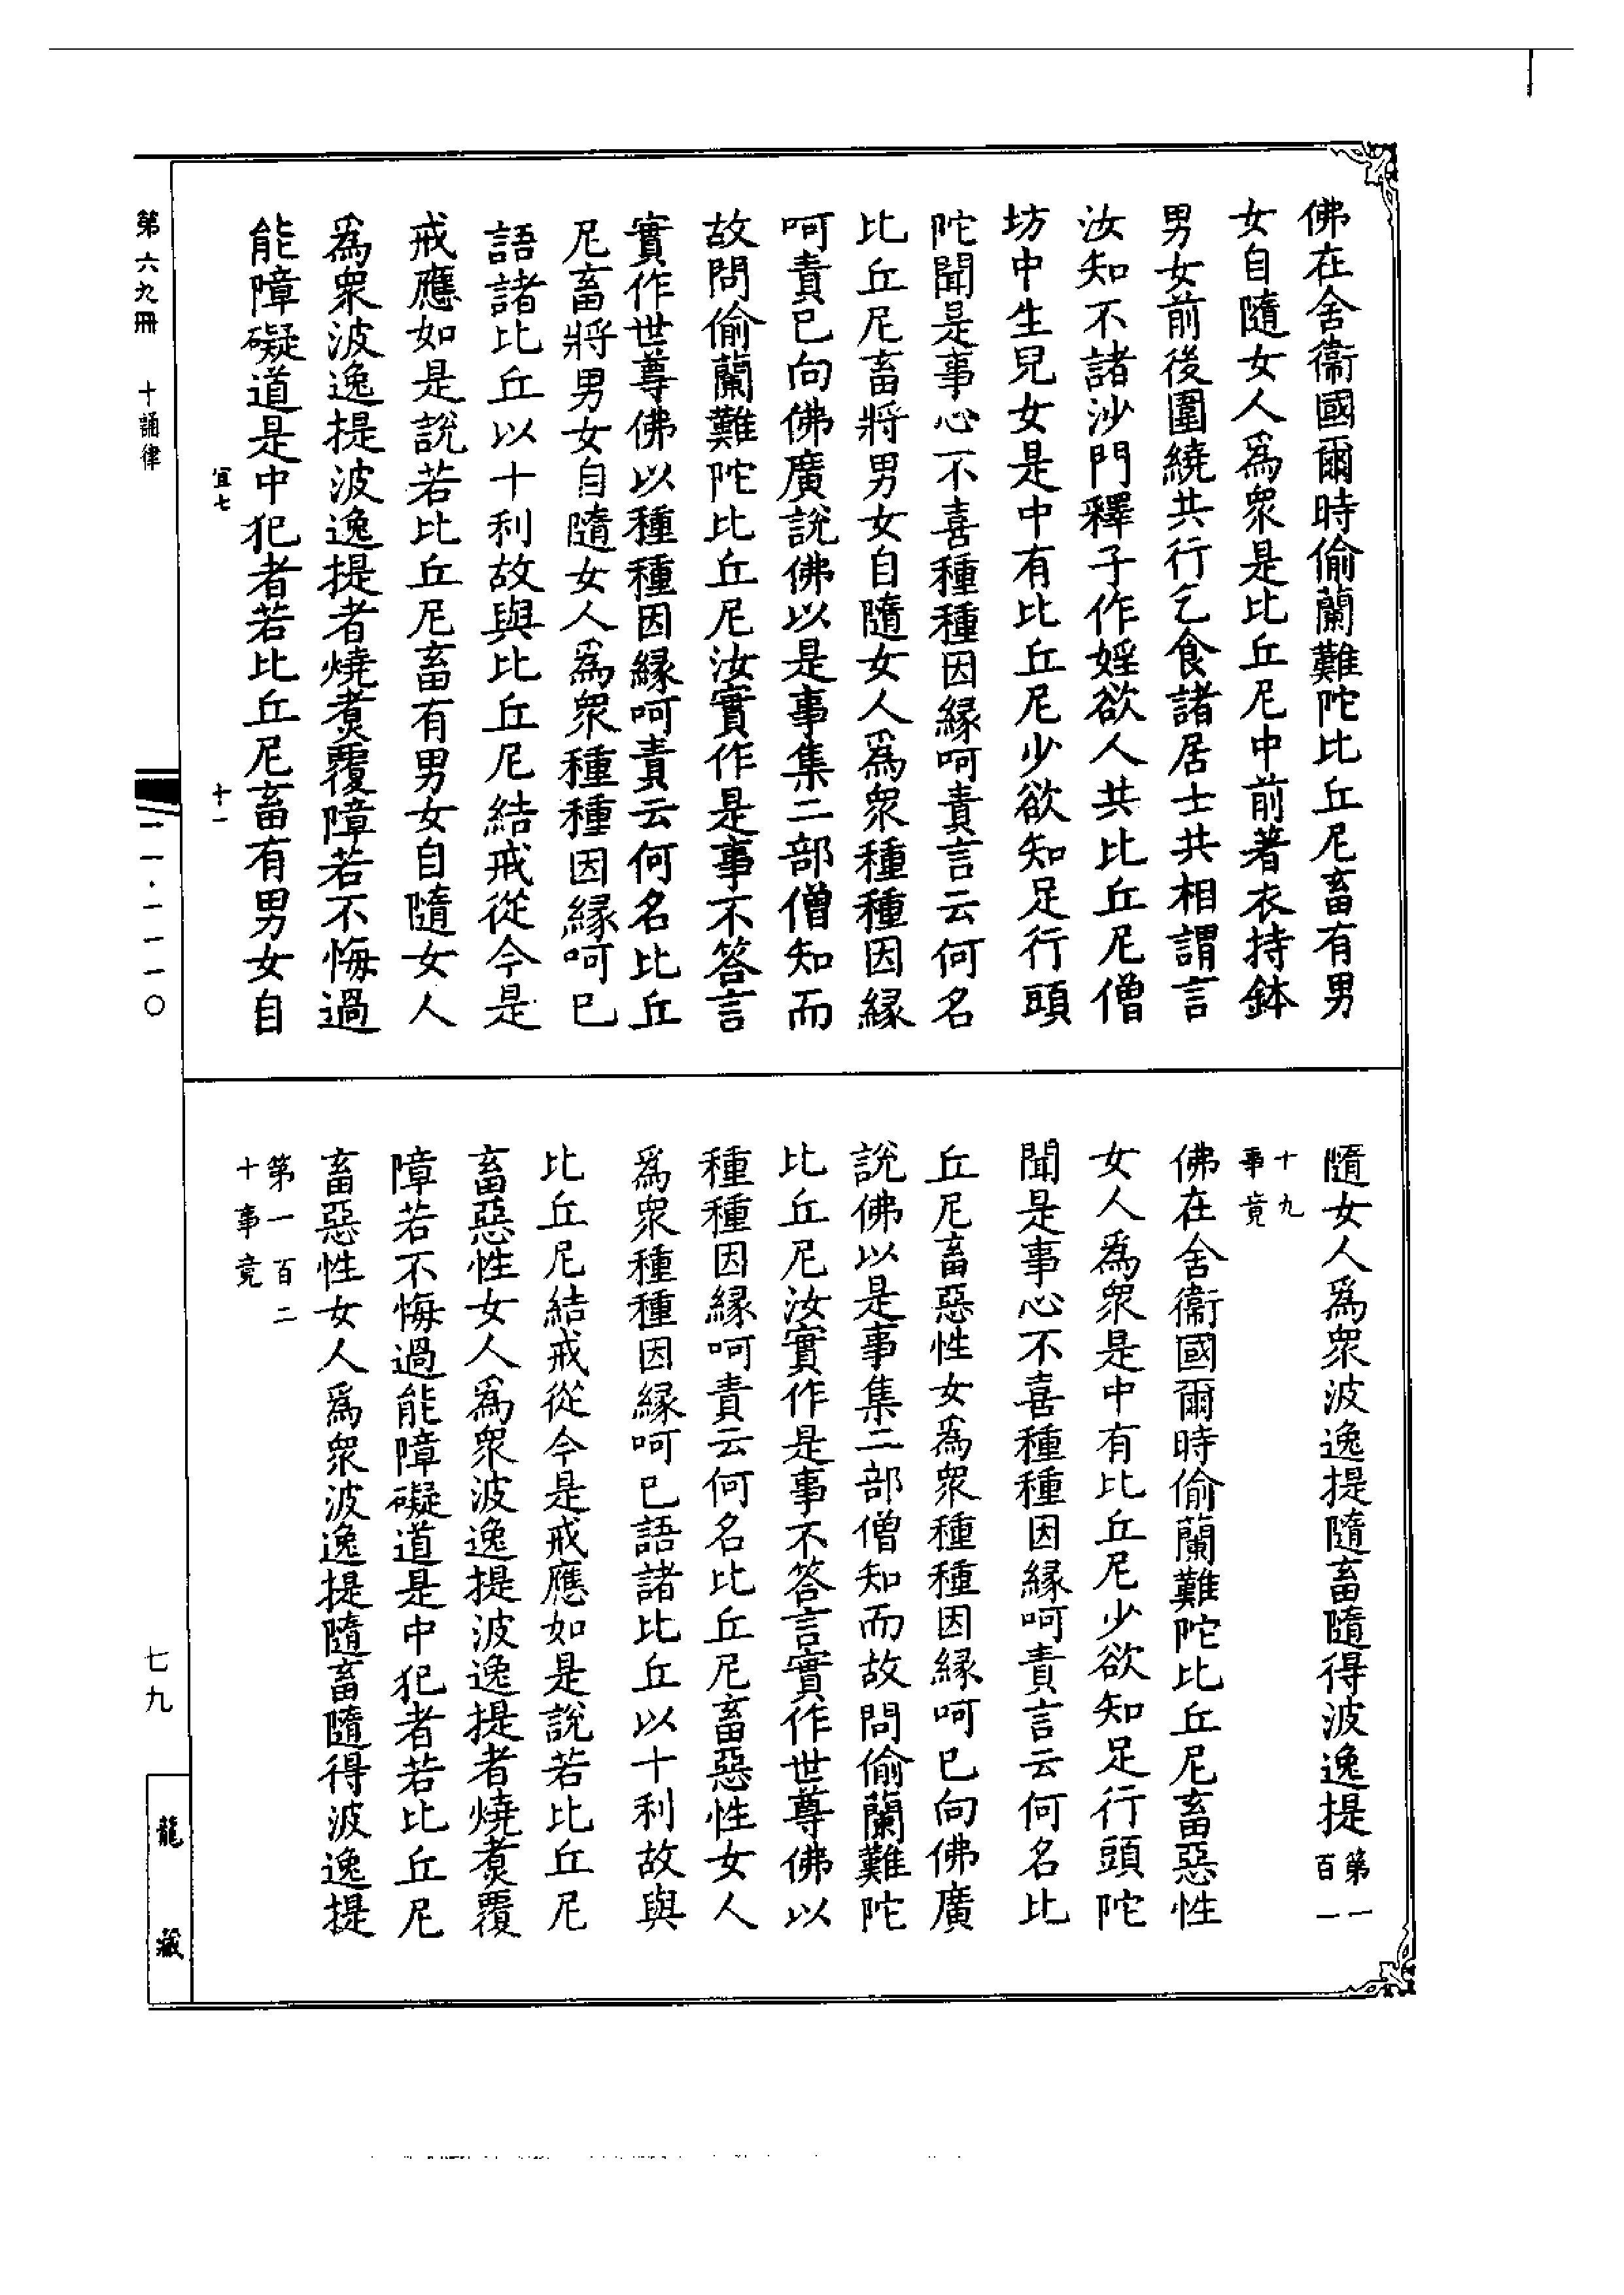 佛在舍衞國爾時偷蘭難陀比丘尼畜有男
女自隨女人爲衆是比丘尼中前著衣持鉢
男女前後圍繞共行乞食諸居士共相謂言
汝知不諸沙門釋子作婬欲人共比丘尼僧
坊中生兒女是中有比丘尼少欲知足行頭
陀聞是事心不喜種種因緣呵責言云何名
比丘尼畜將男女自隨女人爲衆種種因緣
呵責已向佛廣說佛以是事集二部僧知而
故問偷蘭難陀比丘尼汝實作是事不答言
實作世尊佛以種種因緣呵責云何名比丘
尼畜將男女自隨女人爲衆種種因緣呵已
語諸比丘以十利故與比丘尼結戒從今是
戒應如是說若比丘尼畜有男女自隨女人
爲衆波逸提波逸提者燒煑覆障若不悔過
能障礙道是中犯者若比丘尼畜有男女自
宜七
十一
隨女人爲衆波逸提隨畜隨得波逸提第一
百一
十九
事竟
佛在舍衞國爾時偷蘭難陀比丘尼畜惡性
女人爲衆是中有比丘尼少欲知足行頭陀
聞是事心不喜種種因緣呵責言云何名比
丘尼畜惡性女爲衆種種因緣呵已向佛廣
說佛以是事集二部僧知而故問偷蘭難陀
比丘尼汝實作是事不答言實作世尊佛以
種種因緣呵責云何名比丘尼畜惡性女人
爲衆種種因緣呵已語諸比丘以十利故與
比丘尼結戒從今是戒應如是說若比丘尼
畜惡性女人爲衆波逸提波逸提者燒煑覆
障若不悔過能障礙道是中犯者若比丘尼
畜惡性女人爲衆波逸提隨畜隨得波逸提
第一百二
十事竟
第六九冊 十誦律
一一·一一一〇
七九
龍藏